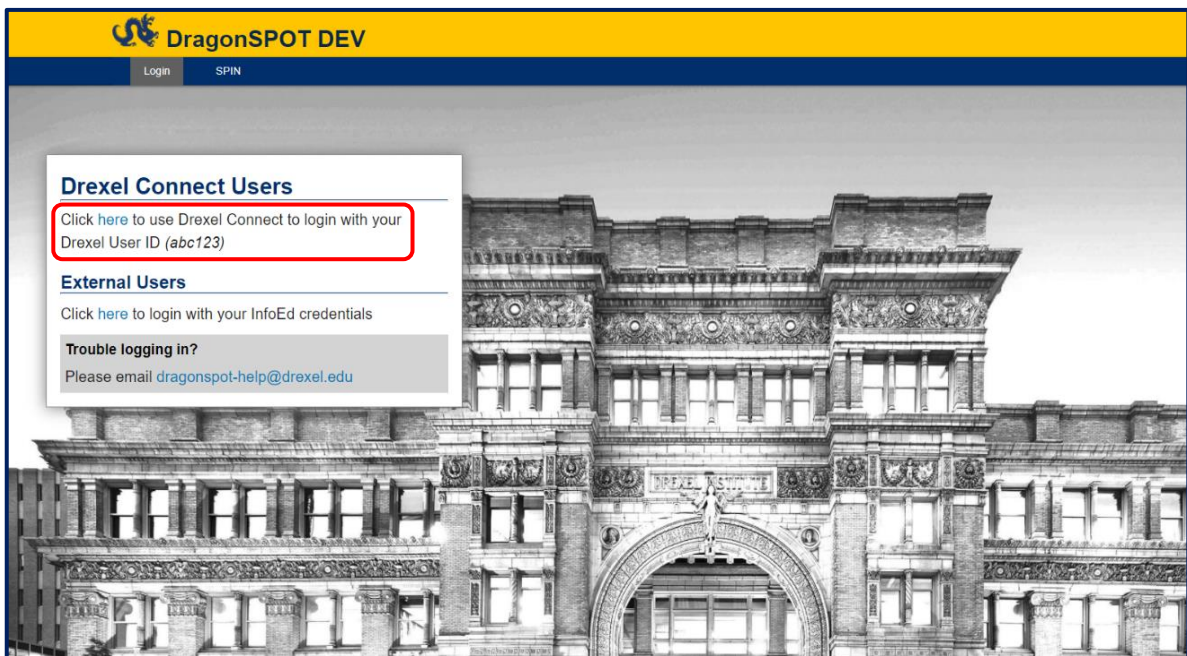 DragonSPOT DEV
Login SPIN
Drexel Connect Users
Click here to use Drexel Connect to login with your
Drexel User ID (abc123)
External Users
Click here to login with your InfoEd credentials
Trouble logging in?
Please email dragonspot-help@drexel.edu
DREXEL INSTITUTE